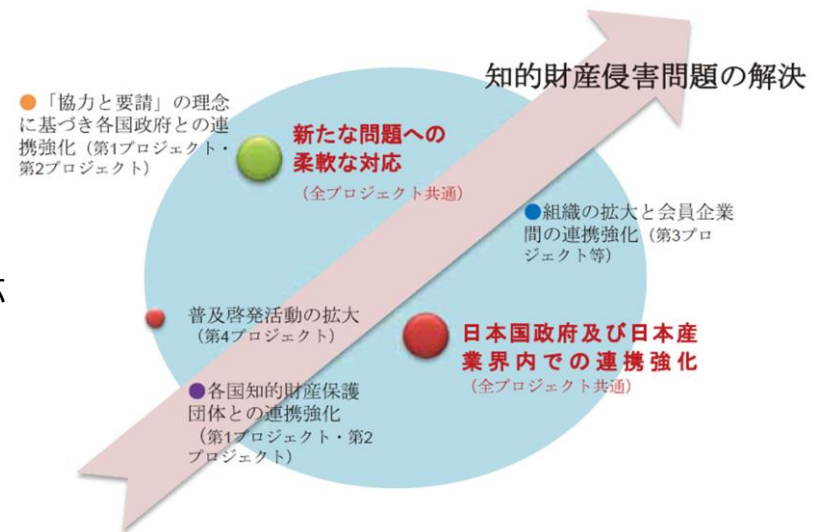 知的財産侵害問題の解決
●「協力と要請」の理念
に基づき各国政府との連
携強化（第1プロジェクト・
第2プロジェクト）
新たな問題への
柔軟な対応
（全プロジェクト共通）
●組織の拡大と会員企業
間の連携強化（第3プロ
ジェクト等）
普及啓発活動の拡大
（第4プロジェクト）
日本国政府及び日本産
業界内での連携強化
（全プロジェクト共通）
●各国知的財産保護
団体との連携強化
（第1プロジェクト・第2
プロジェクト）